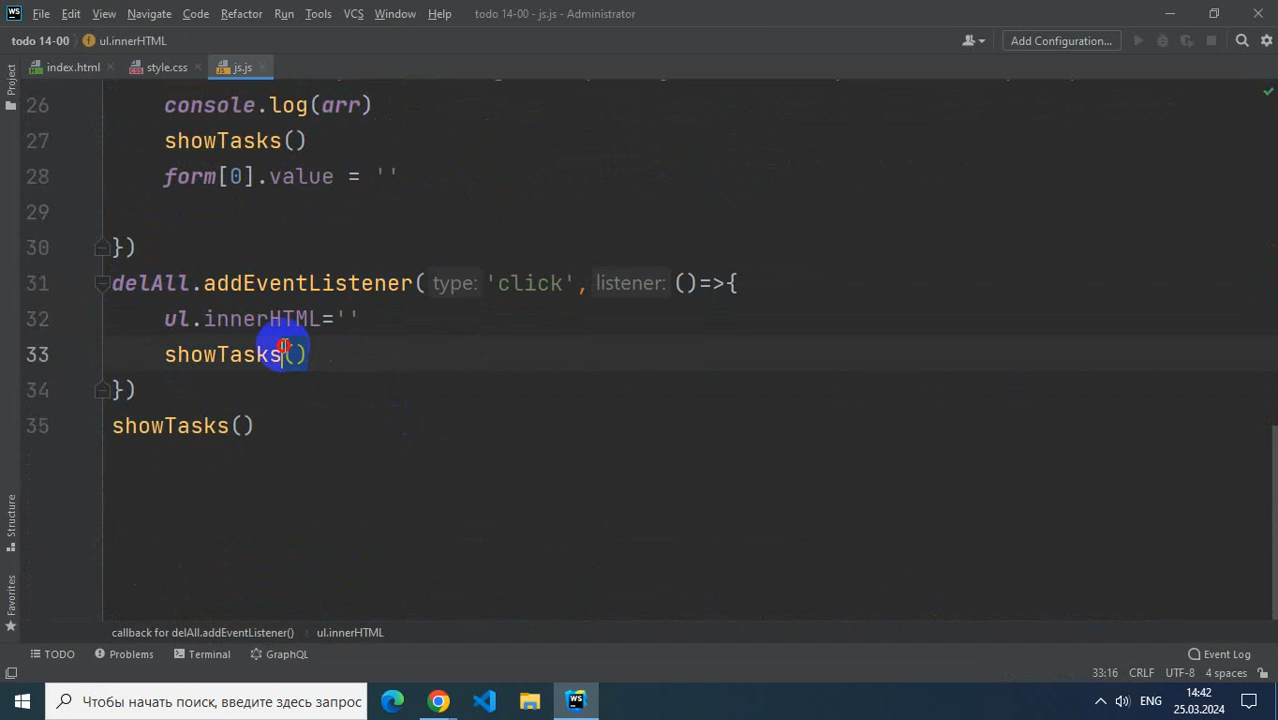 File Edit View Navigate Code Refactor Run Tools VCS Window Help todo 14-00 - js.js - Administrator
todo 14-00 ul.innerHTML Add Configuration...
Project
index.html style.css js.js
26 console.log(arr)
27 showTasks()
28 form[0].value = ''
29
30 })
31 delAll.addEventListener( type: 'click', listener: ()=>{
32 ul.innerHTML=''
33 showTasks()
34 })
35 showTasks()
Structure
Favorites
callback for delAll.addEventListener() ul.innerHTML
TODO Problems Terminal GraphQL Event Log
33:16 CRLF UTF-8 4 spaces
Чтобы начать поиск, введите здесь запрос
WS
ENG
14:42
25.03.2024